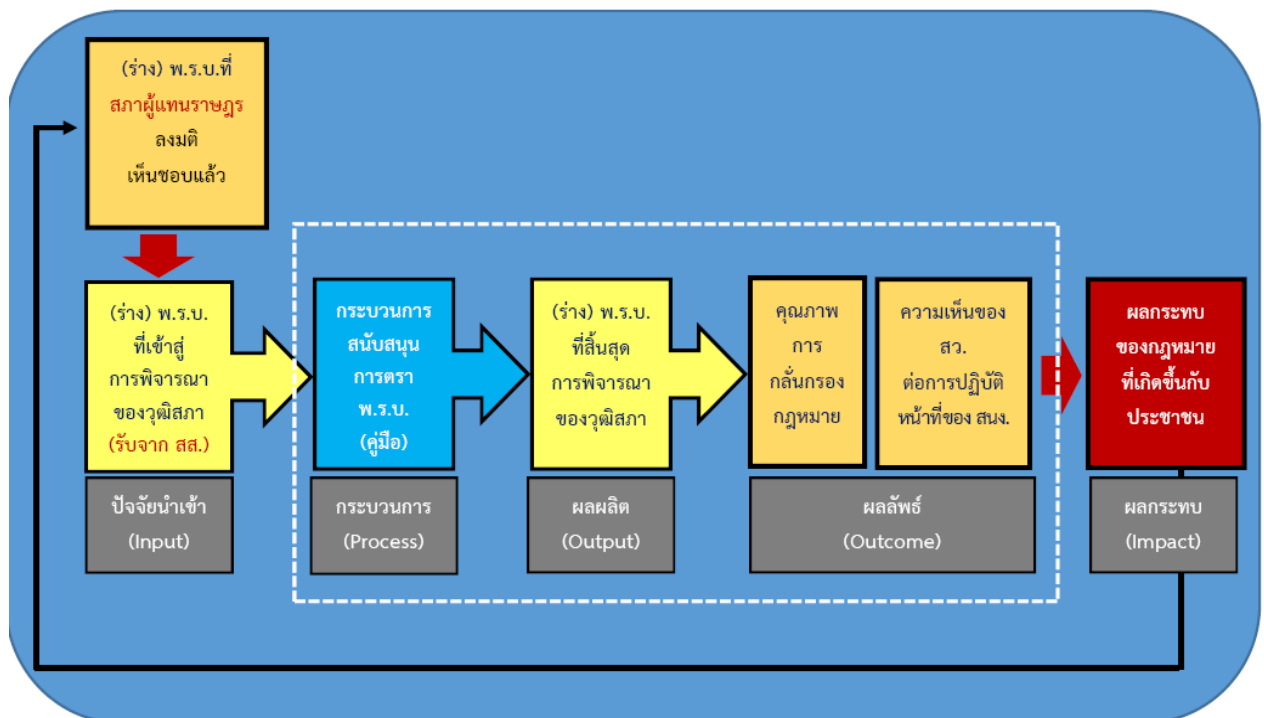 (ร่าง) พ.ร.บ.ที่
สภาผู้แทนราษฎร
ลงมติ
เห็นชอบแล้ว
(ร่าง) พ.ร.บ.
ที่เข้าสู่
การพิจารณา
ของวุฒิสภา
(รับจาก สส.)
ปัจจัยนำเข้า
(Input)
กระบวนการ
สนับสนุน
การตรา
พ.ร.บ.
(คู่มือ)
กระบวนการ
(Process)
(ร่าง) พ.ร.บ.
ที่สิ้นสุด
การพิจารณา
ของวุฒิสภา
ผลผลิต
(Output)
คุณภาพ
การ
กลั่นกรอง
กฎหมาย
ความเห็นของ
สว.
ต่อการปฏิบัติ
หน้าที่ของ สนง.
ผลลัพธ์
(Outcome)
ผลกระทบ
ของกฎหมาย
ที่เกิดขึ้นกับ
ประชาชน
ผลกระทบ
(Impact)